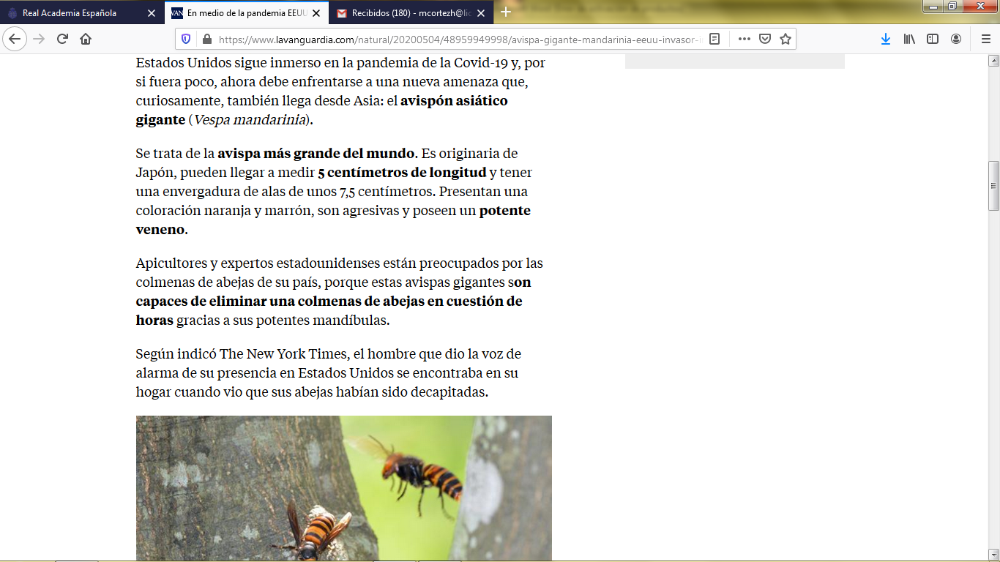 Real Academia Española
VAN
En medio de la pandemia EEUU
Recibidos (180) - mcortezh@lic
https://www.lavanguardia.com/natural/20200504/48959949998/avispa-gigante-mandarinia-eeuu-invasor-i
Estados Unidos sigue inmerso en la pandemia de la Covid-19 y, por
si fuera poco, ahora debe enfrentarse a una nueva amenaza que,
curiosamente, también llega desde Asia: el avispón asiático
gigante (Vespa mandarinia).
Se trata de la avispa más grande del mundo. Es originaria de
Japón, pueden llegar a medir 5 centímetros de longitud y tener
una envergadura de alas de unos 7,5 centímetros. Presentan una
coloración naranja y marrón, son agresivas y poseen un potente
veneno.
Apicultores y expertos estadounidenses están preocupados por las
colmenas de abejas de su país, porque estas avispas gigantes son
capaces de eliminar una colmenas de abejas en cuestión de
horas gracias a sus potentes mandíbulas.
Según indicó The New York Times, el hombre que dio la voz de
alarma de su presencia en Estados Unidos se encontraba en su
hogar cuando vio que sus abejas habían sido decapitadas.